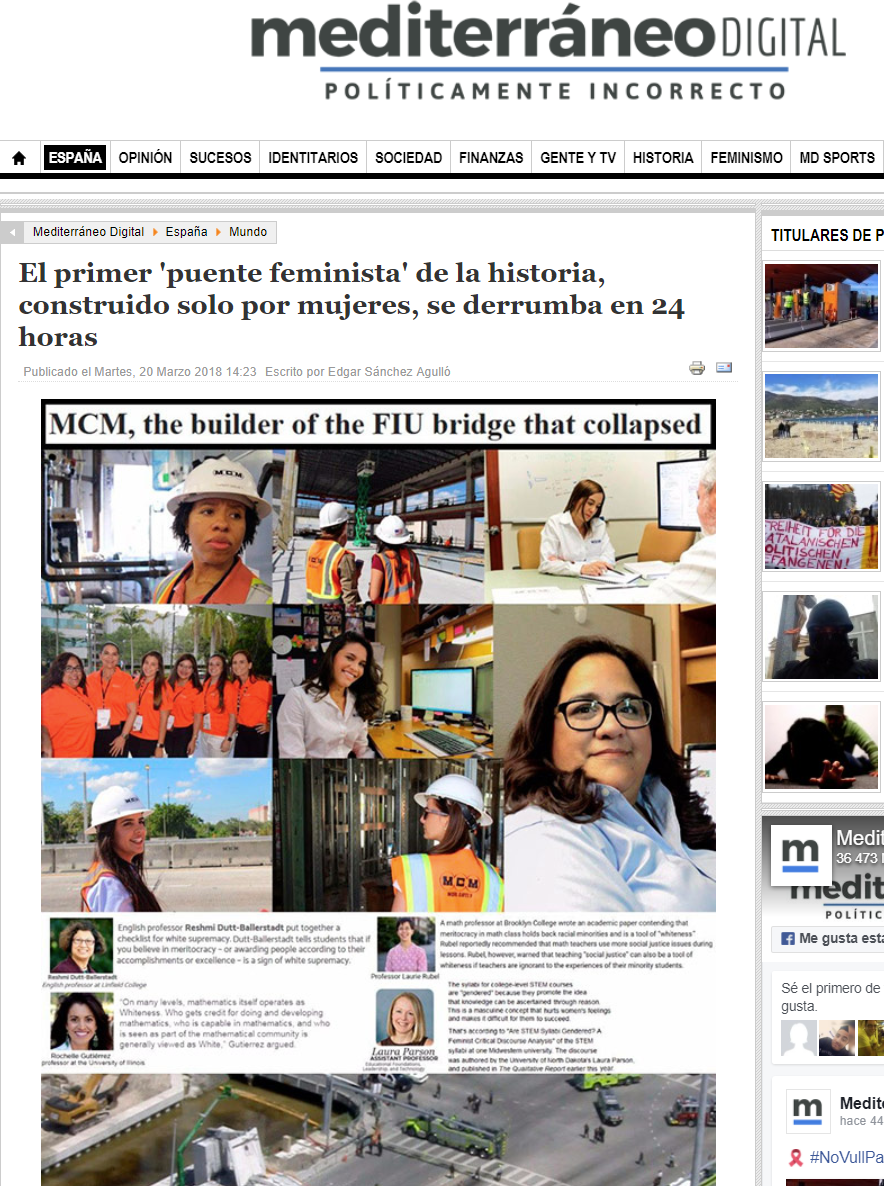 mediterráneo DIGITAL
POLÍTICAMENTE INCORRECTO
ESPAÑA OPINIÓN SUCESOS IDENTITARIOS SOCIEDAD FINANZAS GENTE Y TV HISTORIA FEMINISMO MD SPORTS
Mediterráneo Digital España Mundo
El primer 'puente feminista' de la historia,
construido solo por mujeres, se derrumba en 24
horas
Publicado el Martes, 20 Marzo 2018 14:23 Escrito por Edgar Sánchez Agulló
MCM, the builder of the FIU bridge that collapsed
MCM
MCM
English professor Reshmi Dutt-Ballerstadt put together a
checklist for white supremacy. Dutt-Ballerstadt tells students that if
you believe in meritocracy - or awarding people according to their
accomplishments or excellence - is a sign of white supremacy.
Reshmi Dutt-Ballerstadt
English professor at Linfield College
A math professor at Brooklyn College wrote an academic paper contending that
meritocracy in math class holds back racial minorities and is a tool of "whiteness"
Rubel reportedly recommended that math teachers use more social justice issues during
lessons. Rubel, however, warned that teaching "social justice" can also be a tool of
whiteness if teachers are ignorant to the experiences of their minority students.
Professor Laurie Rubel
"On many levels, mathematics itself operates as
Whiteness. Who gets credit for doing and developing
mathematics, who is capable in mathematics, and who
is seen as part of the mathematical community is
generally viewed as White," Gutierrez argued.
Rochelle Gutiérrez
professor at the University of Illinois
The syllabi for college-level STEM courses
are "gendered" because they promote the idea
that knowledge can be ascertained through reason.
This is a masculine concept that hurts women's feelings
and makes it difficult for them to succeed.
That's according to "Are STEM Syllabi Gendered? A
Feminist Critical Discourse Analysis" of the STEM
syllabi at one Midwestern university. The discourse
was authored by the University of North Dakota's Laura Parson,
and published in The Qualitative Report earlier this year.
Laura Parson
ASSISTANT PROFESSOR
Educational Foundations,
Leadership, and Technology
TITULARES DE P
FREIHEIT FÜR DIE
KATALANISCHEN
POLITISCHEN
GEFANGENEN!
m
Medit
36 473
medit
POLÍTIC
Me gusta esta
Sé el primero de
gusta.
m
Medite
hace 44
#NoVullPa